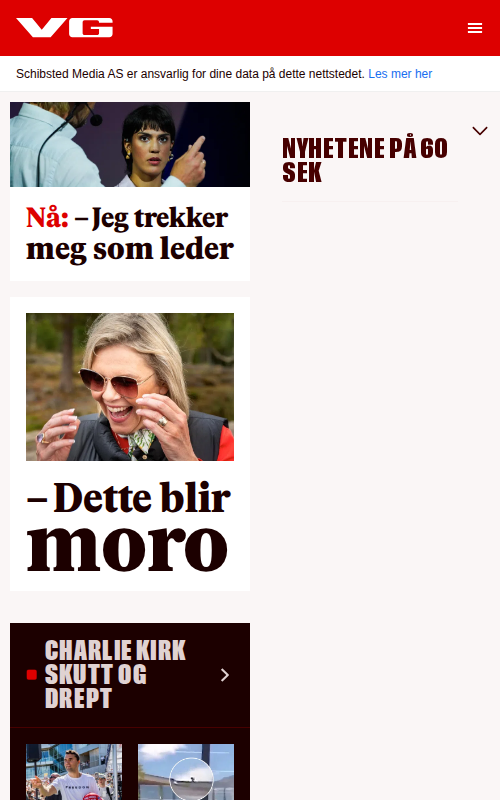 VG
Schibsted Media AS er ansvarlig for dine data på dette nettstedet. Les mer her
Nå: – Jeg trekker
meg som leder
– Dette blir
moro
CHARLIE KIRK
SKUTT OG
DREPT
NYHETENE PÅ 60
SEK